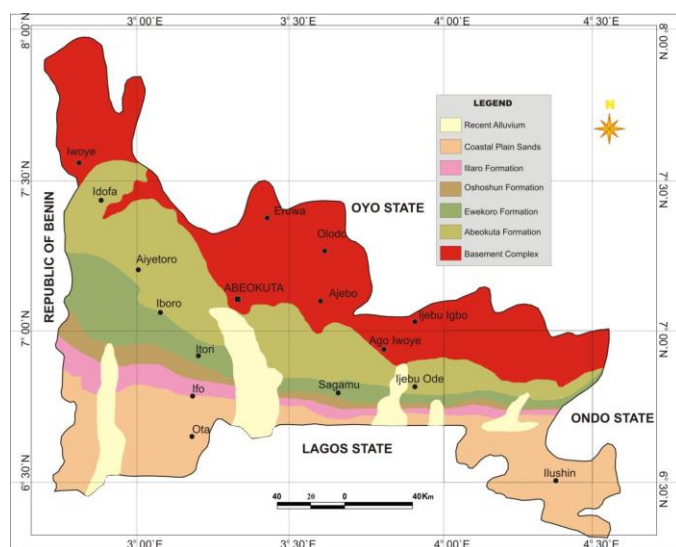 3° 00'E
3° 30'E
4° 00'E
4° 30'E
8° 00'N
8° 00'N
N
LEGEND
Recent Alluvium
Coastal Plain Sands
Illaro Formation
Oshoshun Formation
Ewekoro Formation
Abeokuta Formation
Basement Complex
Iwoye
7° 30'N
7° 30'N
Idofa
Eruwa
OYO STATE
Olodo
REPUBLIC OF BENIN
Aiyetoro
ABEOKUTA
Ajebo
Iboro
Ijebu Igbo
7° 00'N
7° 00'N
Itori
Ago Iwoye
Ifo
Sagamu
Ijebu Ode
ONDO STATE
Ota
LAGOS STATE
Ilushin
6° 30'N
6° 30'N
40 20 0 40Km
3° 00'E
3° 30'E
4° 00'E
4° 30'E